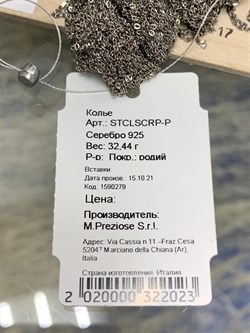 17
Колье
Арт.: STCLSCRP-P
Серебро 925
Вес: 32,44 г
Р-р: Покр.: родий
Вставки:
Дата произв. 15.10.21
Код: 1590279
Цена:
Производитель:
M.Preziose S.r.l.
Адрес: Via Cassia n.11 –Fraz Cesa
52047 Marciano della Chiana (Ar),
Italia
Страна изготовления: Италия
2 020000 322023